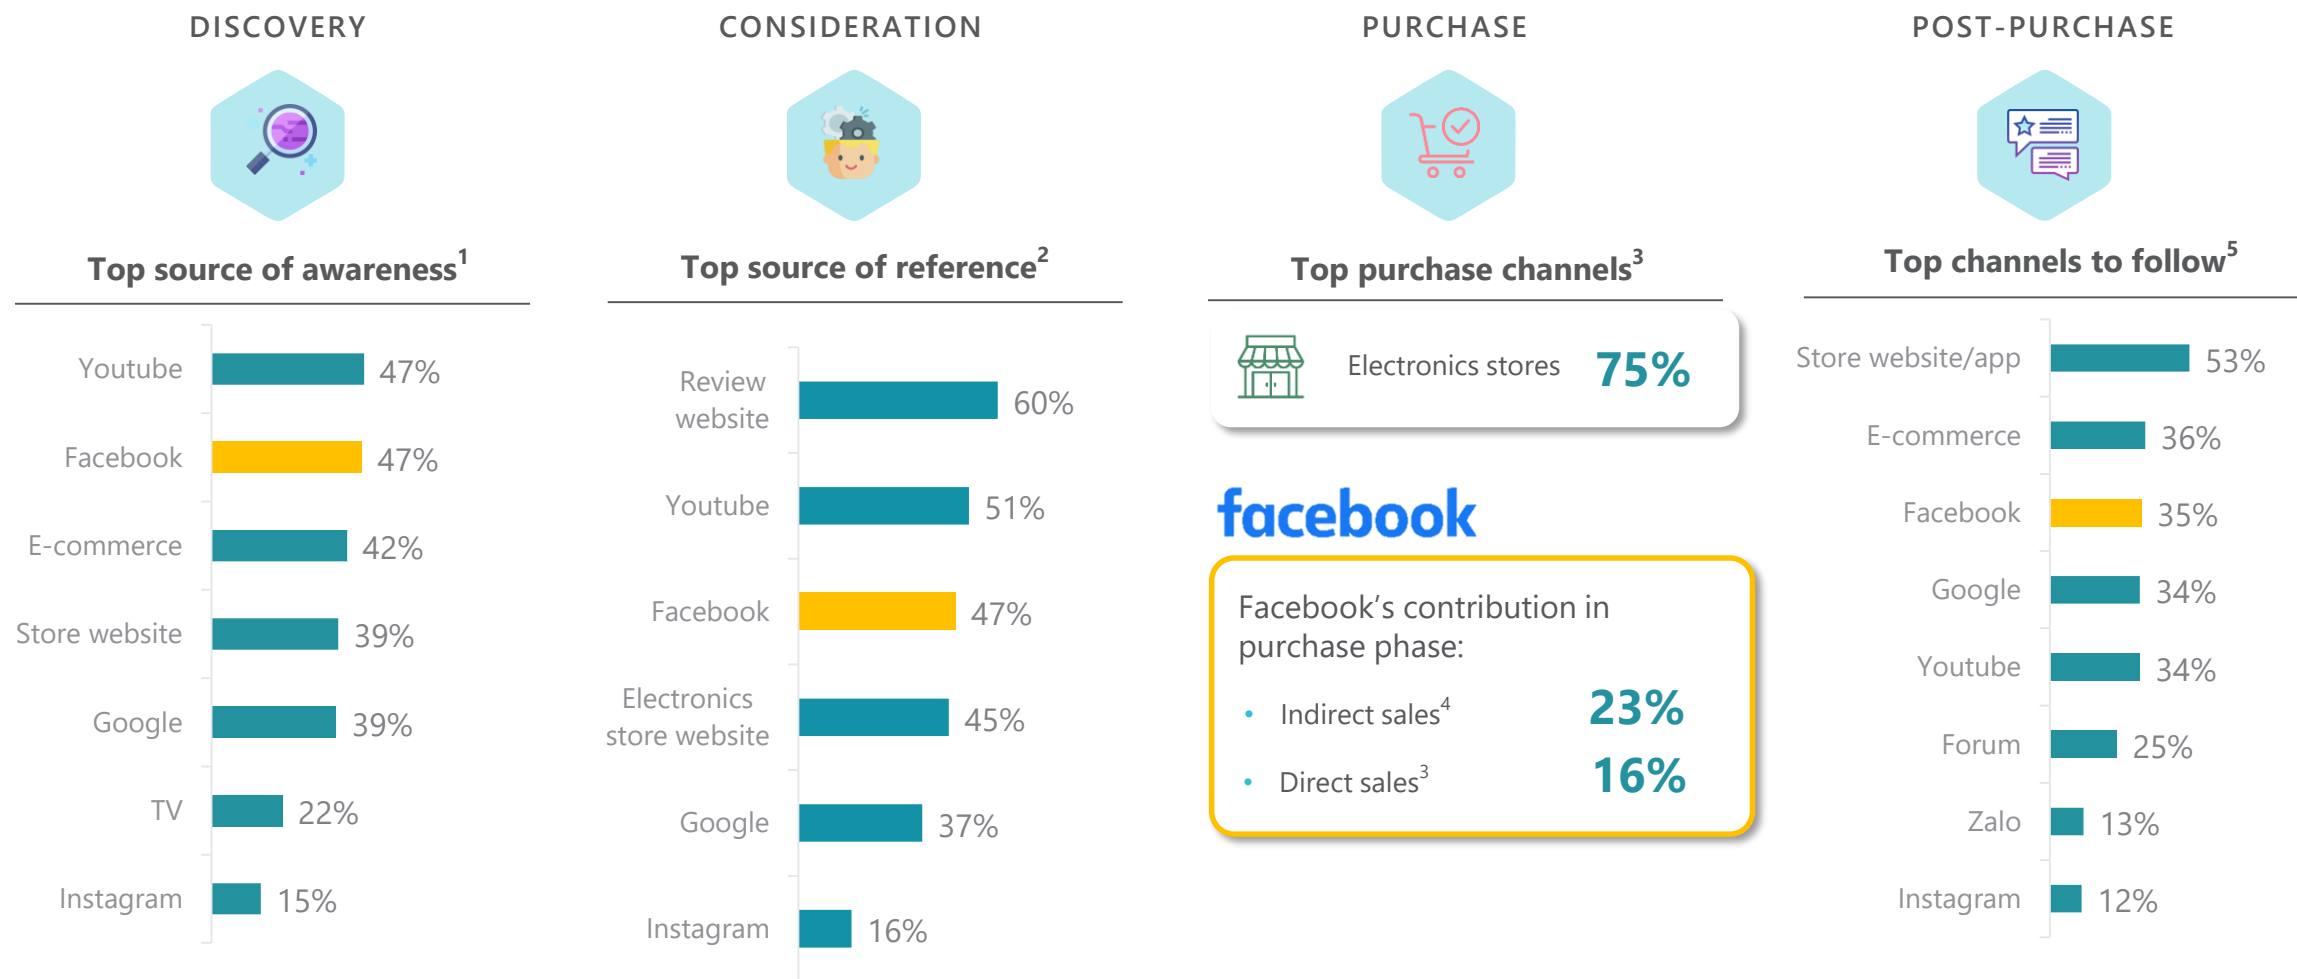 DISCOVERY
Top source of awareness1
Youtube 47%
Facebook 47%
E-commerce 42%
Store website 39%
Google 39%
TV 22%
Instagram 15%
CONSIDERATION
Top source of reference2
Review
website 60%
Youtube 51%
Facebook 47%
Electronics
store website 45%
Google 37%
Instagram 16%
PURCHASE
Top purchase channels3
Electronics stores 75%
facebook
Facebook’s contribution in
purchase phase:
• Indirect sales4 23%
• Direct sales3 16%
POST-PURCHASE
Top channels to follow5
Store website/app 53%
E-commerce 36%
Facebook 35%
Google 34%
Youtube 34%
Forum 25%
Zalo 13%
Instagram 12%